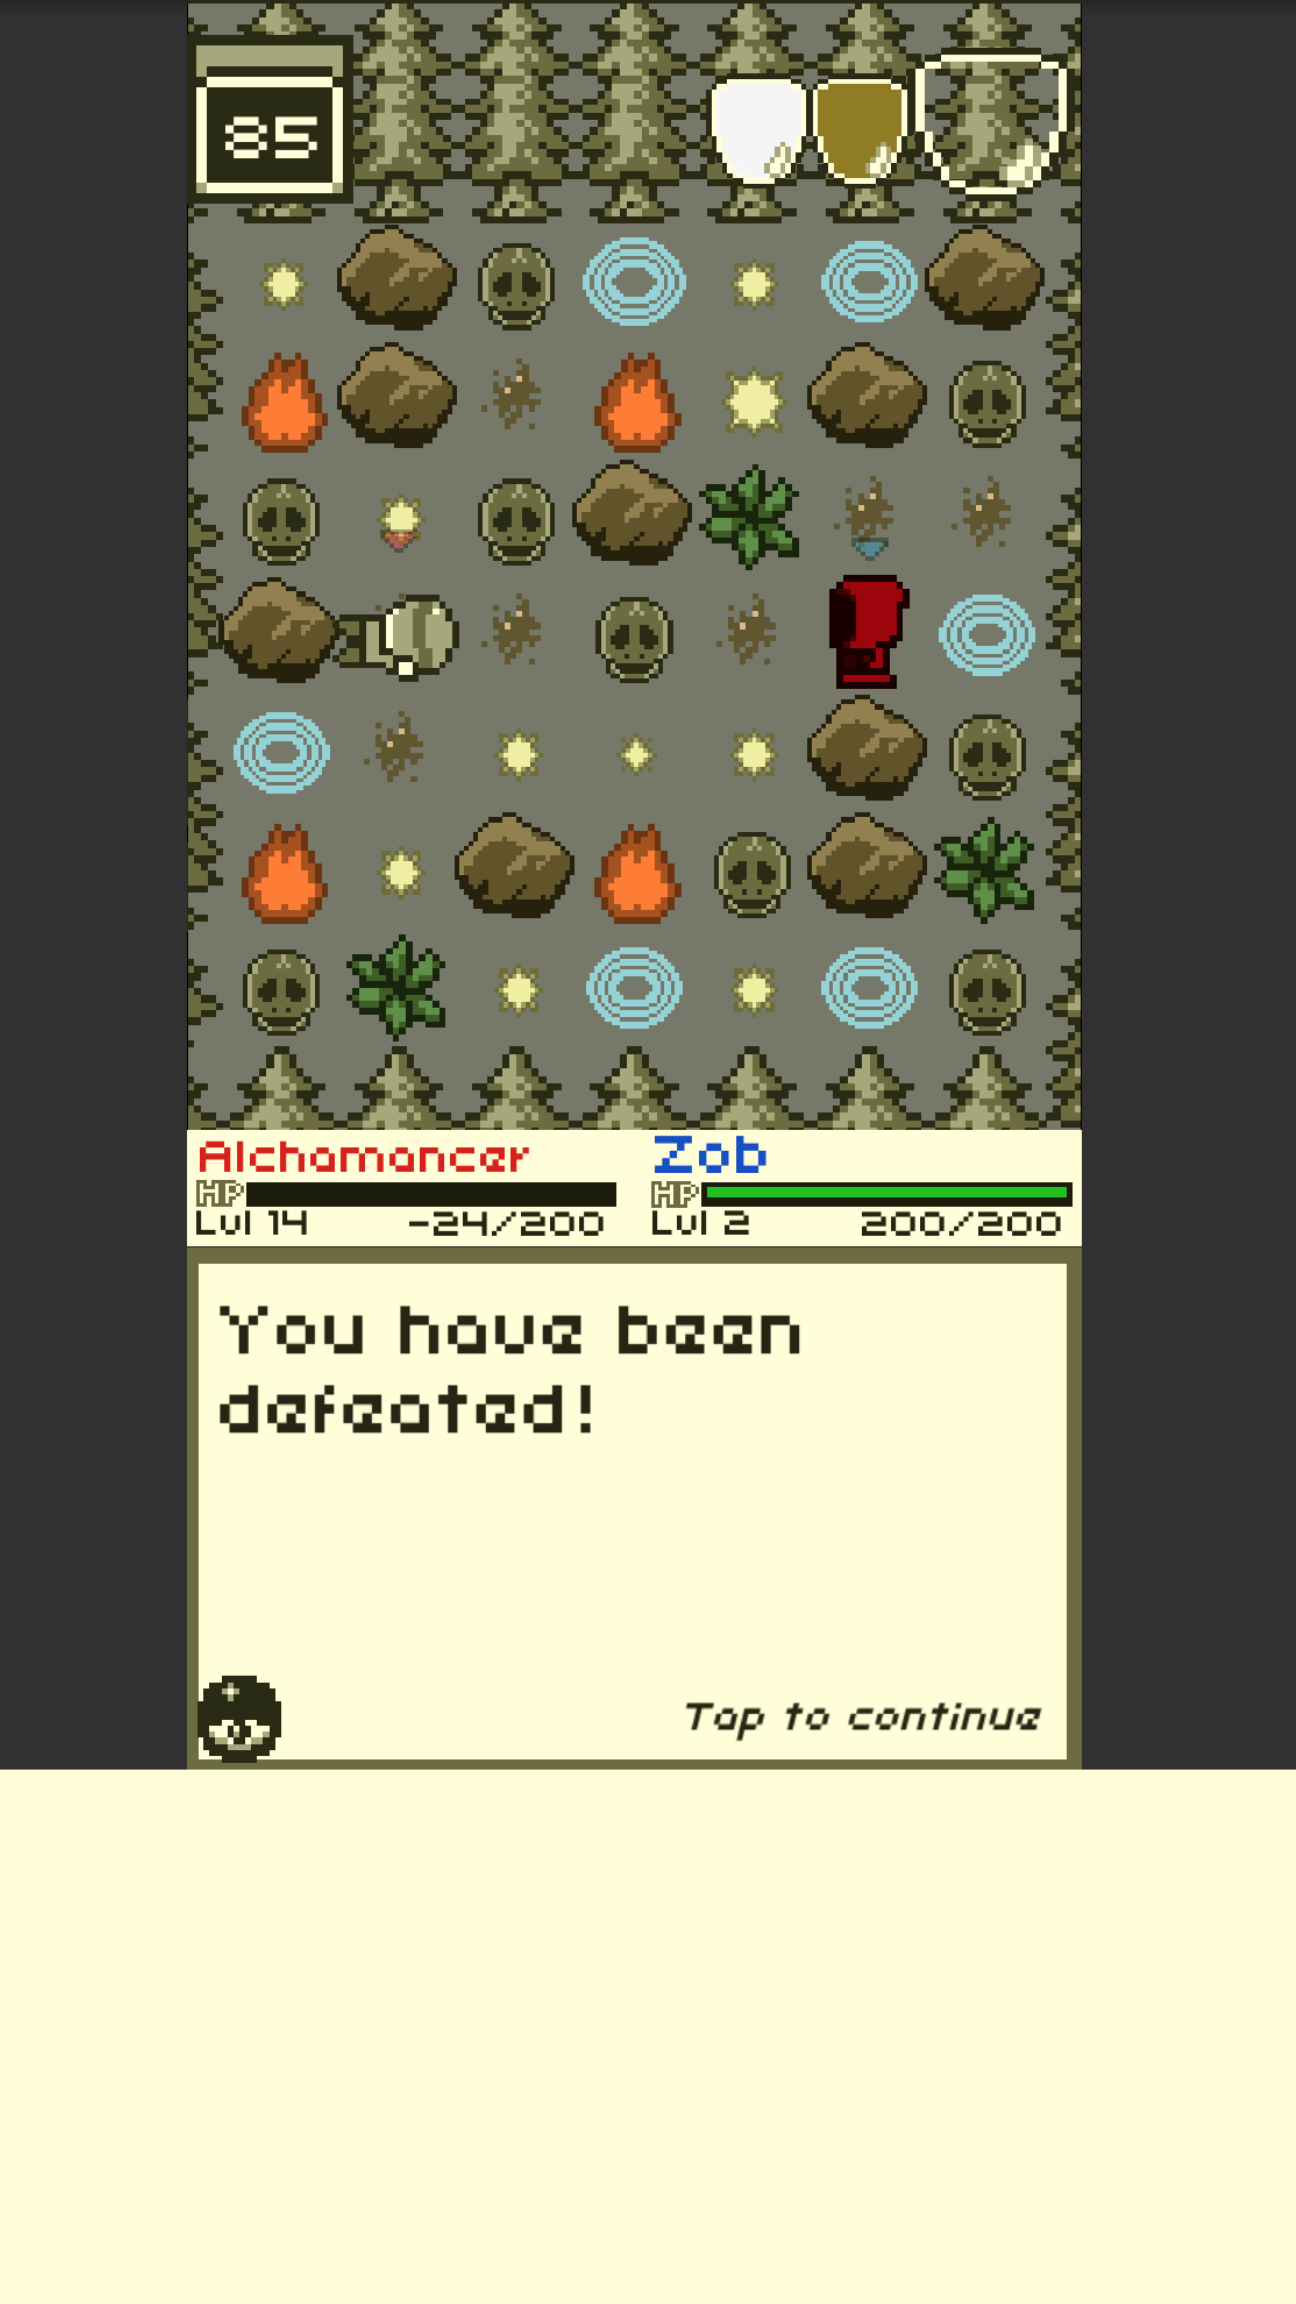 85
Alchamancer Zob
HP HP
Lvl 14 -24/200 Lvl 2 200/200
You have been
defeated!
Tap to continue